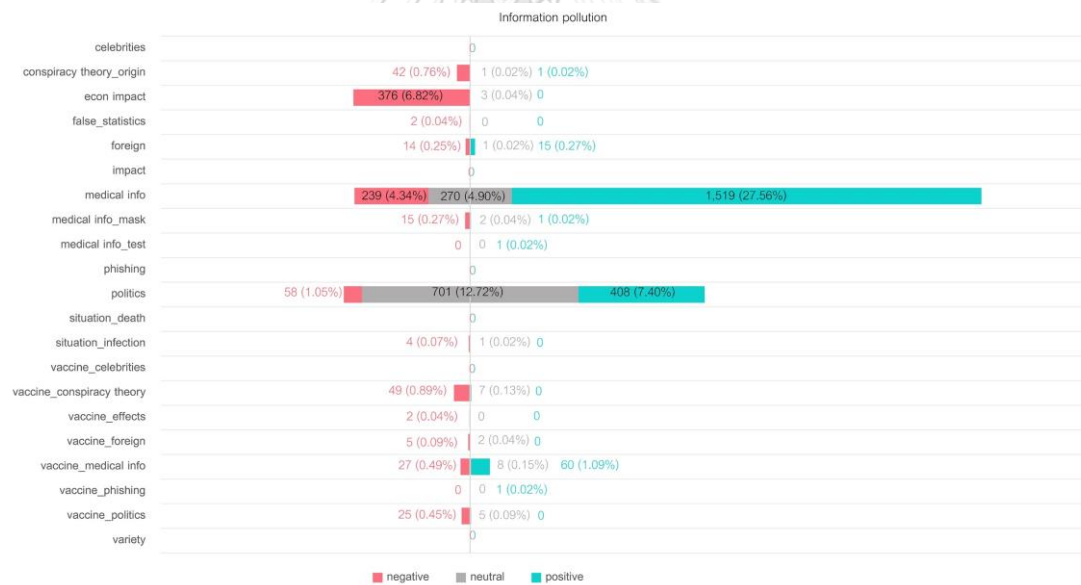 Information pollution
celebrities 0
conspiracy theory_origin 42 (0.76%) 1 (0.02%) 1 (0.02%)
econ impact 376 (6.82%) 3 (0.04%) 0
false_statistics 2 (0.04%) 0 0
foreign 14 (0.25%) 1 (0.02%) 15 (0.27%)
impact 0
medical info 239 (4.34%) 270 (4.90%) 1,519 (27.56%)
medical info_mask 15 (0.27%) 2 (0.04%) 1 (0.02%)
medical info_test 0 0 1 (0.02%)
phishing 0
politics 58 (1.05%) 701 (12.72%) 408 (7.40%)
situation_death 0
situation_infection 4 (0.07%) 1 (0.02%) 0
vaccine_celebrities 0
vaccine_conspiracy theory 49 (0.89%) 7 (0.13%) 0
vaccine_effects 2 (0.04%) 0 0
vaccine_foreign 5 (0.09%) 2 (0.04%) 0
vaccine_medical info 27 (0.49%) 8 (0.15%) 60 (1.09%)
vaccine_phishing 0 0 1 (0.02%)
vaccine_politics 25 (0.45%) 5 (0.09%) 0
variety 0
negative neutral positive